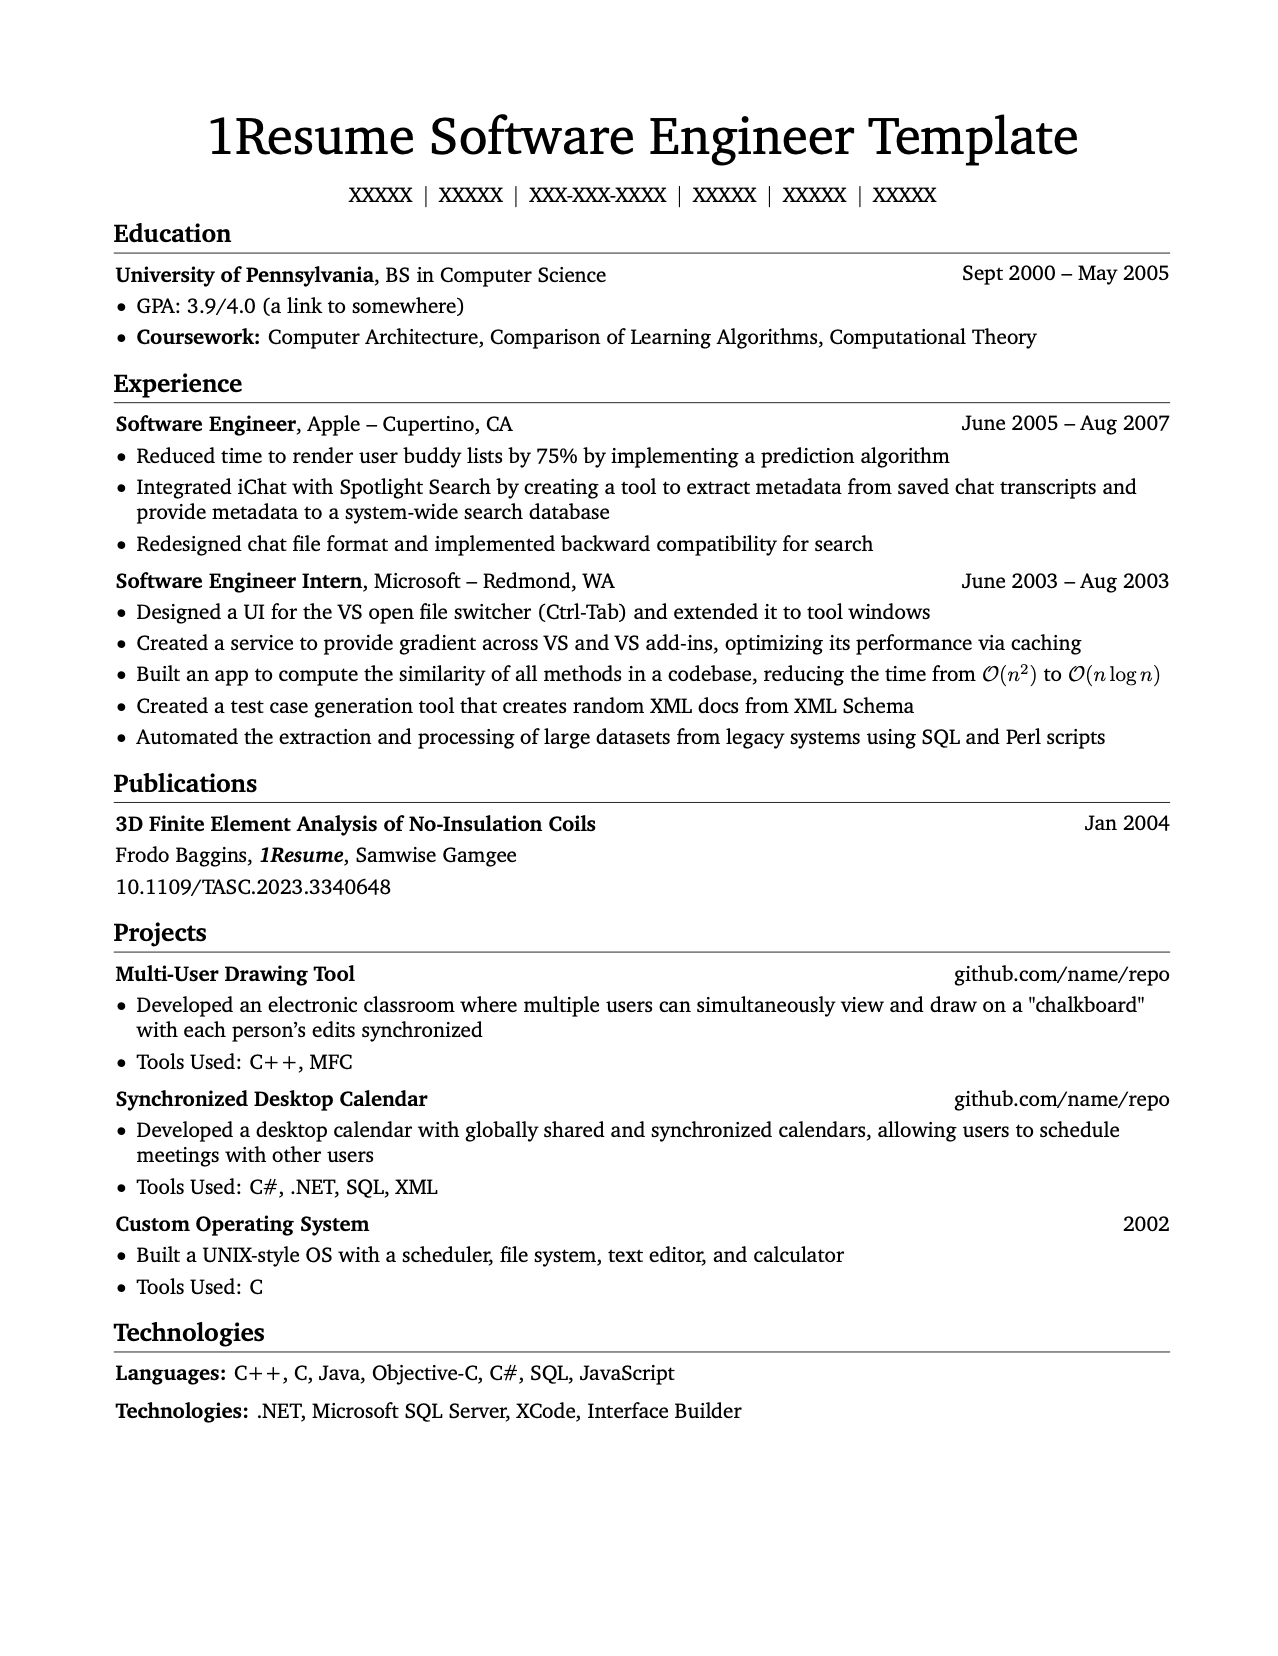 1Resume Software Engineer Template
XXXXX | XXXXX | XXX-XXX-XXXX | XXXXX | XXXXX | XXXXX
Education
University of Pennsylvania, BS in Computer Science Sept 2000 – May 2005
• GPA: 3.9/4.0 (a link to somewhere)
• Coursework: Computer Architecture, Comparison of Learning Algorithms, Computational Theory
Experience
Software Engineer, Apple – Cupertino, CA June 2005 – Aug 2007
• Reduced time to render user buddy lists by 75% by implementing a prediction algorithm
• Integrated iChat with Spotlight Search by creating a tool to extract metadata from saved chat transcripts and
provide metadata to a system-wide search database
• Redesigned chat file format and implemented backward compatibility for search
Software Engineer Intern, Microsoft – Redmond, WA June 2003 – Aug 2003
• Designed a UI for the VS open file switcher (Ctrl-Tab) and extended it to tool windows
• Created a service to provide gradient across VS and VS add-ins, optimizing its performance via caching
• Built an app to compute the similarity of all methods in a codebase, reducing the time from 𝒪(n²) to 𝒪(n log n)
• Created a test case generation tool that creates random XML docs from XML Schema
• Automated the extraction and processing of large datasets from legacy systems using SQL and Perl scripts
Publications
3D Finite Element Analysis of No-Insulation Coils Jan 2004
Frodo Baggins, 1Resume, Samwise Gamgee
10.1109/TASC.2023.3340648
Projects
Multi-User Drawing Tool github.com/name/repo
• Developed an electronic classroom where multiple users can simultaneously view and draw on a "chalkboard"
with each person’s edits synchronized
• Tools Used: C++, MFC
Synchronized Desktop Calendar github.com/name/repo
• Developed a desktop calendar with globally shared and synchronized calendars, allowing users to schedule
meetings with other users
• Tools Used: C#, .NET, SQL, XML
Custom Operating System 2002
• Built a UNIX-style OS with a scheduler, file system, text editor, and calculator
• Tools Used: C
Technologies
Languages: C++, C, Java, Objective-C, C#, SQL, JavaScript
Technologies: .NET, Microsoft SQL Server, XCode, Interface Builder